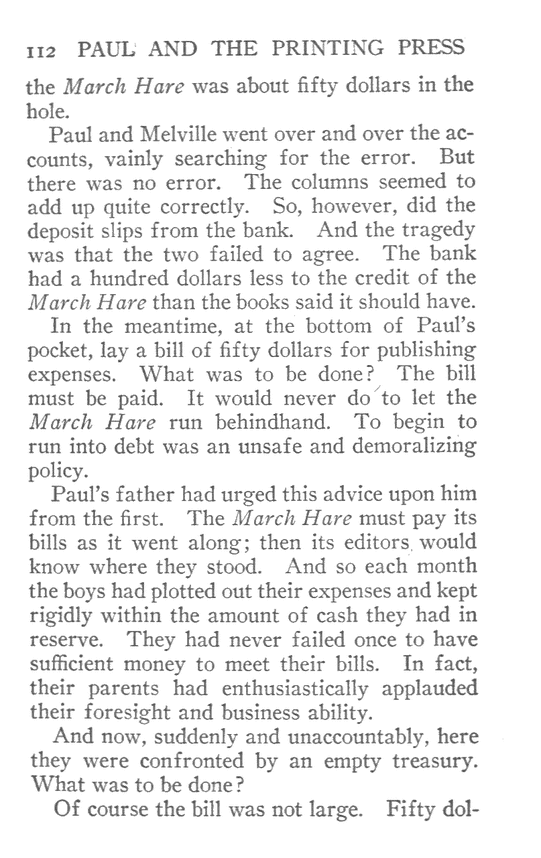 112 PAUL AND THE PRINTING PRESS
the March Hare was about fifty dollars in the
hole.
Paul and Melville went over and over the ac-
counts, vainly searching for the error. But
there was no error. The columns seemed to
add up quite correctly. So, however, did the
deposit slips from the bank. And the tragedy
was that the two failed to agree. The bank
had a hundred dollars less to the credit of the
March Hare than the books said it should have.
In the meantime, at the bottom of Paul's
pocket, lay a bill of fifty dollars for publishing
expenses. What was to be done? The bill
must be paid. It would never do to let the
March Hare run behindhand. To begin to
run into debt was an unsafe and demoralizing
policy.
Paul's father had urged this advice upon him
from the first. The March Hare must pay its
bills as it went along; then its editors would
know where they stood. And so each month
the boys had plotted out their expenses and kept
rigidly within the amount of cash they had in
reserve. They had never failed once to have
sufficient money to meet their bills. In fact,
their parents had enthusiastically applauded
their foresight and business ability.
And now, suddenly and unaccountably, here
they were confronted by an empty treasury.
What was to be done?
Of course the bill was not large. Fifty dol-